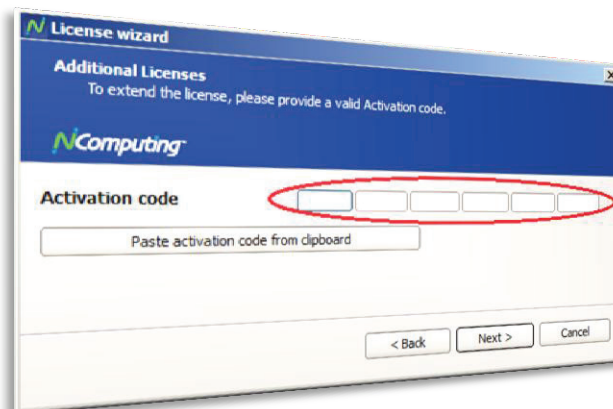 License wizard
Additional Licenses
To extend the license, please provide a valid Activation code.
NComputing
Activation code
Paste activation code from clipboard
< Back
Next >
Cancel